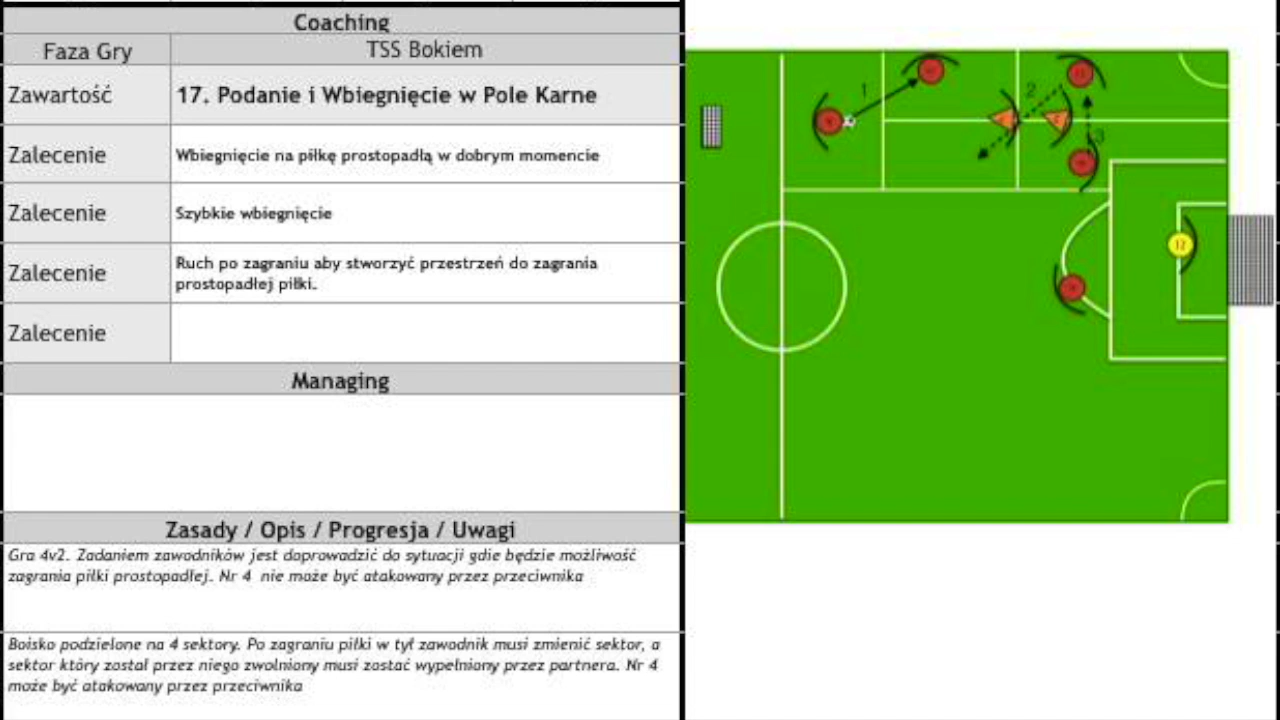 Coaching
Faza Gry
TSS Bokiem
Zawartość
17. Podanie i Wbiegnięcie w Pole Karne
Zalecenie
Wbiegnięcie na piłkę prostopadłą w dobrym momencie
Zalecenie
Szybkie wbiegnięcie
Zalecenie
Ruch po zagraniu aby stworzyć przestrzeń do zagrania
prostopadłej piłki.
Zalecenie
Managing
Zasady / Opis / Progresja / Uwagi
Gra 4v2. Zadaniem zawodników jest doprowadzić do sytuacji gdie będzie możliwość
zagrania piłki prostopadłej. Nr 4 nie może być atakowany przez przeciwnika
Boisko podzielone na 4 sektory. Po zagraniu piłki w tył zawodnik musi zmienić sektor, a
sektor który został przez niego zwolniony musi zostać wypełniony przez partnera. Nr 4
może być atakowany przez przeciwnika
1
2
3
12